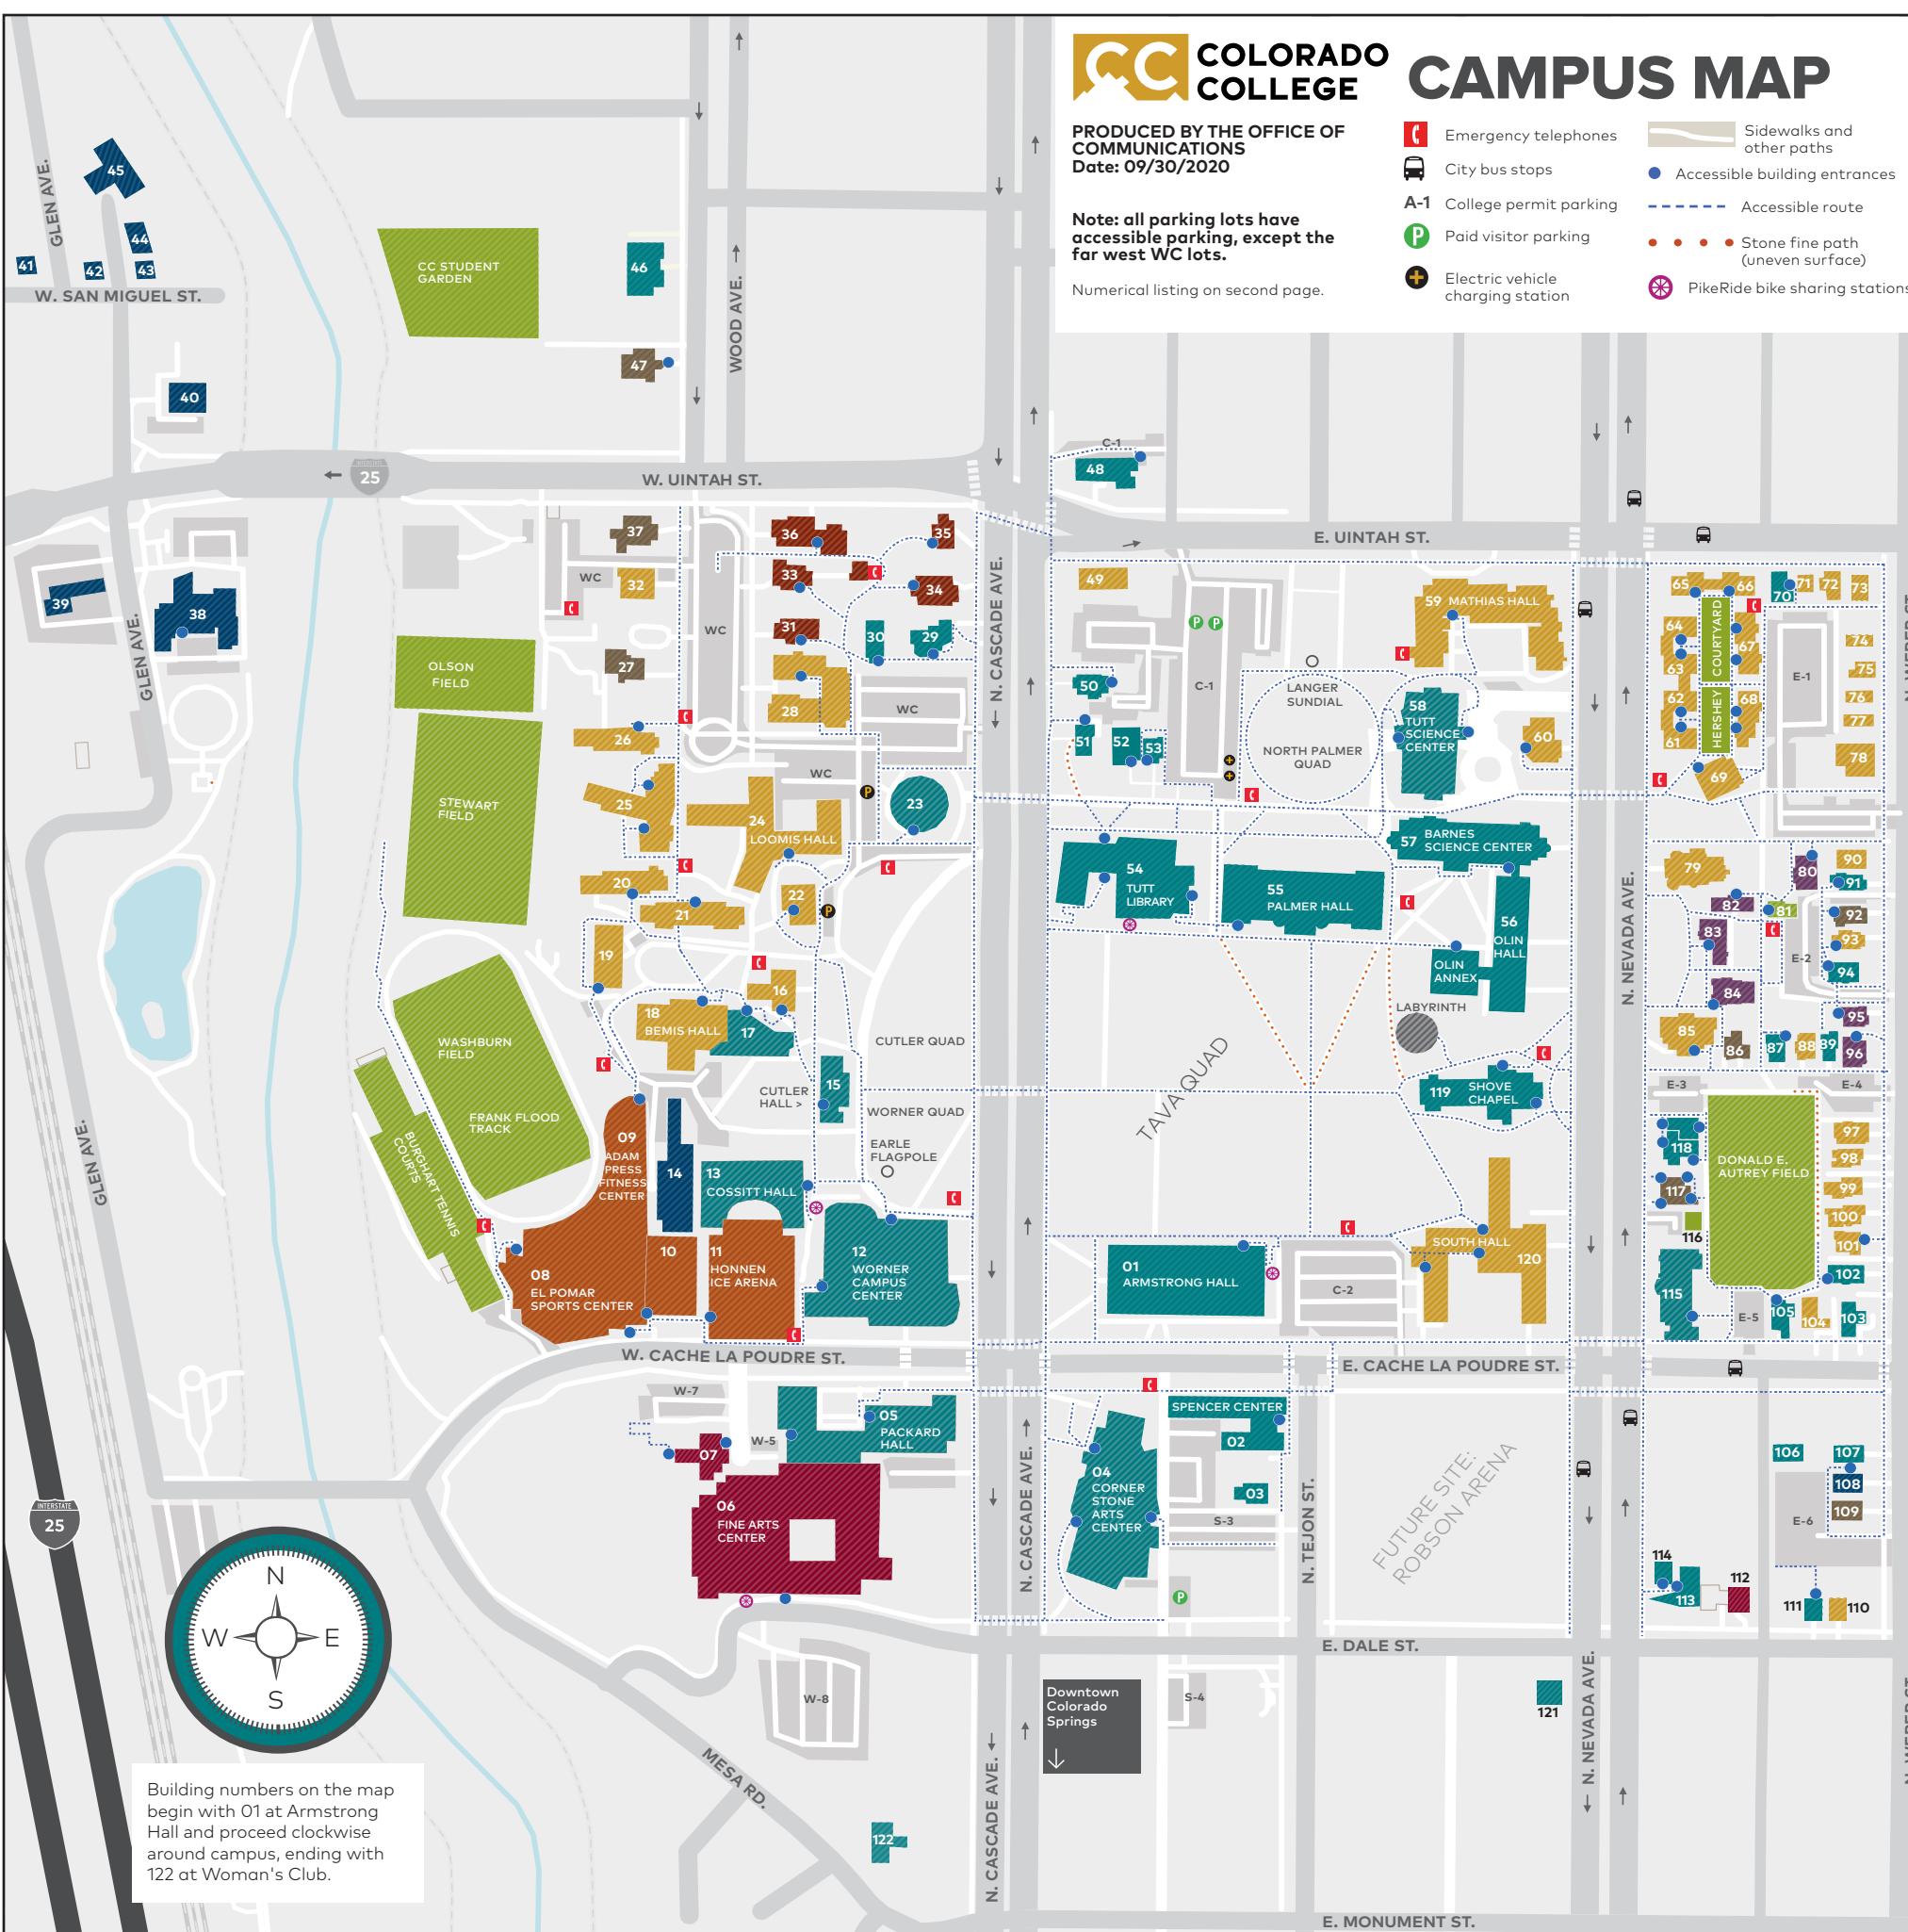 COLORADO
COLLEGE
CAMPUS MAP
PRODUCED BY THE OFFICE OF
COMMUNICATIONS
Date: 09/30/2020
Note: all parking lots have
accessible parking, except the
far west WC lots.
Numerical listing on second page.
Emergency telephones
City bus stops
A-1 College permit parking
P Paid visitor parking
Electric vehicle
charging station
Sidewalks and
other paths
Accessible building entrances
Accessible route
Stone fine path
(uneven surface)
PikeRide bike sharing stations
GLEN AVE.
45
44
41
42
43
W. SAN MIGUEL ST.
CC STUDENT
GARDEN
46
47
WOOD AVE.
40
INTERSTATE
25
W. UINTAH ST.
C-1
48
E. UINTAH ST.
39
38
GLEN AVE.
37
WC
32
WC
36
35
33
34
31
30
29
28
27
WC
OLSON
FIELD
STEWART
FIELD
26
25
WC
P
23
24
LOOMIS HALL
22
P
20
21
19
16
18
BEMIS HALL
17
N. CASCADE AVE.
49
P P
C-1
50
51
52
53
LANGER
SUNDIAL
NORTH PALMER
QUAD
59 MATHIAS HALL
58
TUTT
SCIENCE
CENTER
60
54
TUTT
LIBRARY
55
PALMER HALL
57 BARNES
SCIENCE CENTER
56
OLIN
HALL
OLIN
ANNEX
LABYRINTH
N. NEVADA AVE.
65
66
70
71
72
73
64
63
67
COURTYARD
HERSHEY
62
61
68
69
74
75
76
77
78
E-1
79
80
90
91
82
81
92
83
93
E-2
94
84
95
85
86
87
88
89
96
E-3
E-4
WASHBURN
FIELD
FRANK FLOOD
TRACK
BURGHART TENNIS
COURTS
CUTLER QUAD
CUTLER
HALL >
15
WORNER QUAD
EARLE
FLAGPOLE
TAVA QUAD
119
SHOVE
CHAPEL
09
ADAM
PRESS
FITNESS
CENTER
14
13
COSSITT HALL
10
11
HONNEN
ICE ARENA
12
WORNER
CAMPUS
CENTER
08
EL POMAR
SPORTS CENTER
01
ARMSTRONG HALL
C-2
SOUTH HALL
120
118
117
116
115
DONALD E.
AUTREY FIELD
97
98
99
100
101
102
E-5
105
104
103
GLEN AVE.
W. CACHE LA POUDRE ST.
E. CACHE LA POUDRE ST.
W-7
05
PACKARD
HALL
W-5
07
06
FINE ARTS
CENTER
N. CASCADE AVE.
04
CORNER
STONE
ARTS
CENTER
SPENCER CENTER
02
03
S-3
P
N. TEJON ST.
FUTURE SITE:
ROBSON ARENA
106
107
108
109
E-6
114
113
112
111
110
INTERSTATE
25
N
W
E
S
E. DALE ST.
W-8
MESA RD.
122
N. CASCADE AVE.
Downtown
Colorado
Springs
S-4
121
N. NEVADA AVE.
E. MONUMENT ST.
Building numbers on the map
begin with 01 at Armstrong
Hall and proceed clockwise
around campus, ending with
122 at Woman's Club.